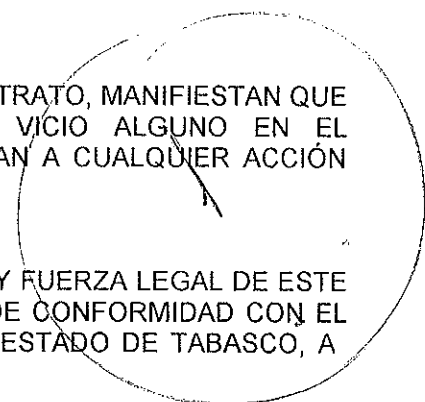 TRATO, MANIFIESTAN QUE
VICIO ALGUNO EN EL
AN A CUALQUIER ACCIÓN
Y FUERZA LEGAL DE ESTE
DE CONFORMIDAD CON EL
ESTADO DE TABASCO, A